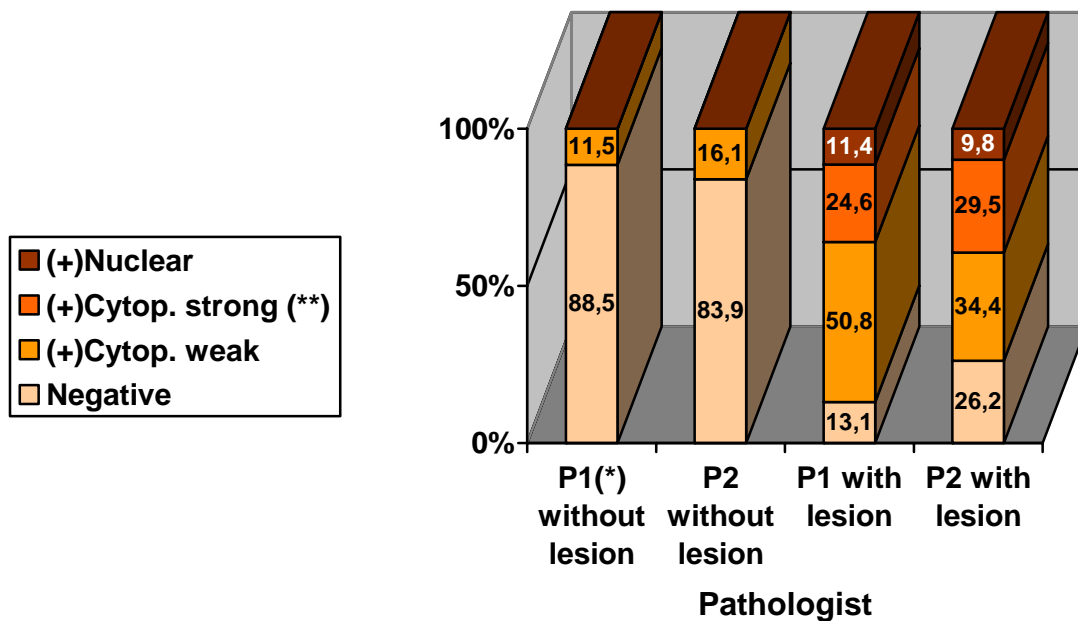 100%
50%
0%
11,5
88,5
16,1
83,9
11,4
24,6
50,8
13,1
9,8
29,5
34,4
26,2
(+)Nuclear
(+)Cytop. strong (**)
(+)Cytop. weak
Negative
P1(*)
without
lesion
P2
without
lesion
P1 with
lesion
P2 with
lesion
Pathologist